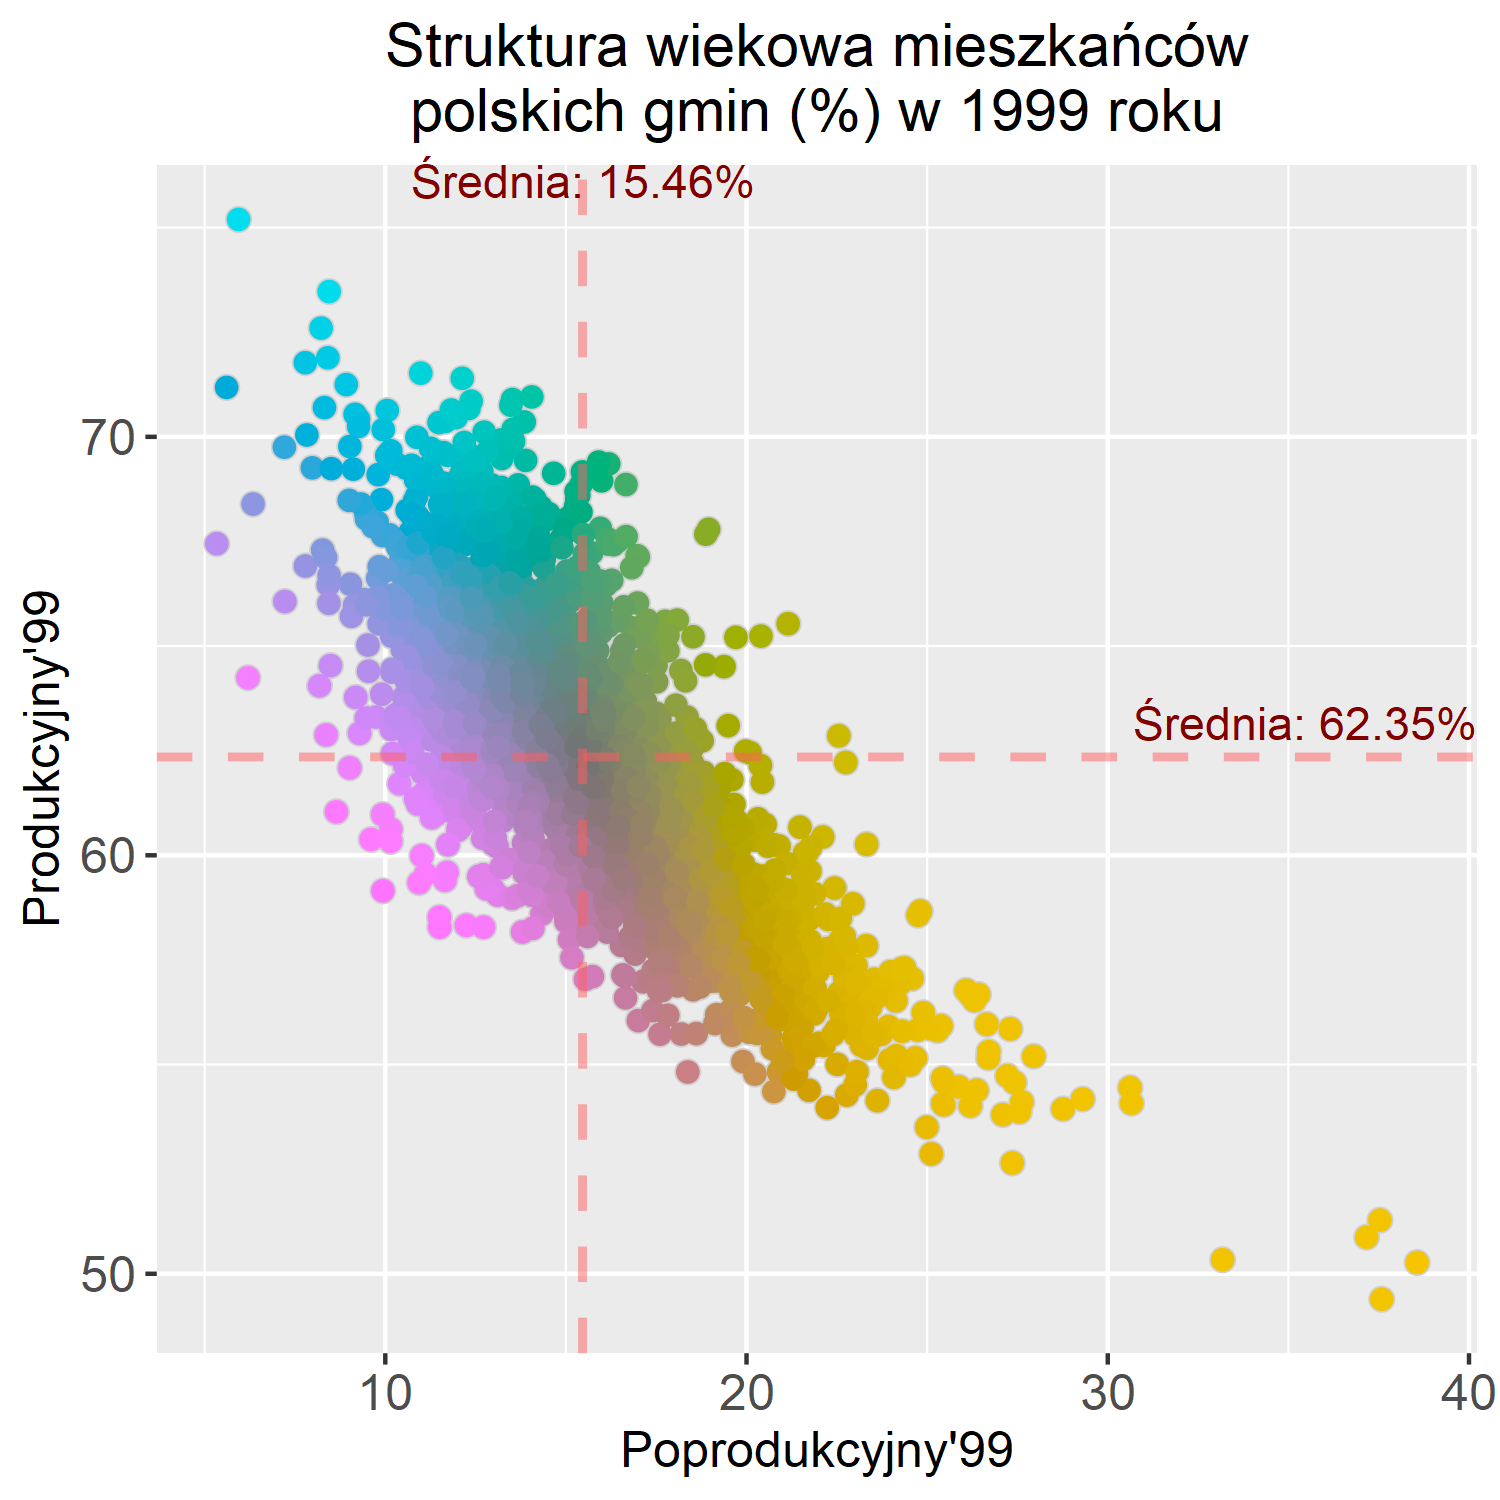 Struktura wiekowa mieszkańców
polskich gmin (%) w 1999 roku
Średnia: 15.46%
70
Średnia: 62.35%
60
50
Produkcyjny'99
10 20 30 40
Poprodukcyjny'99